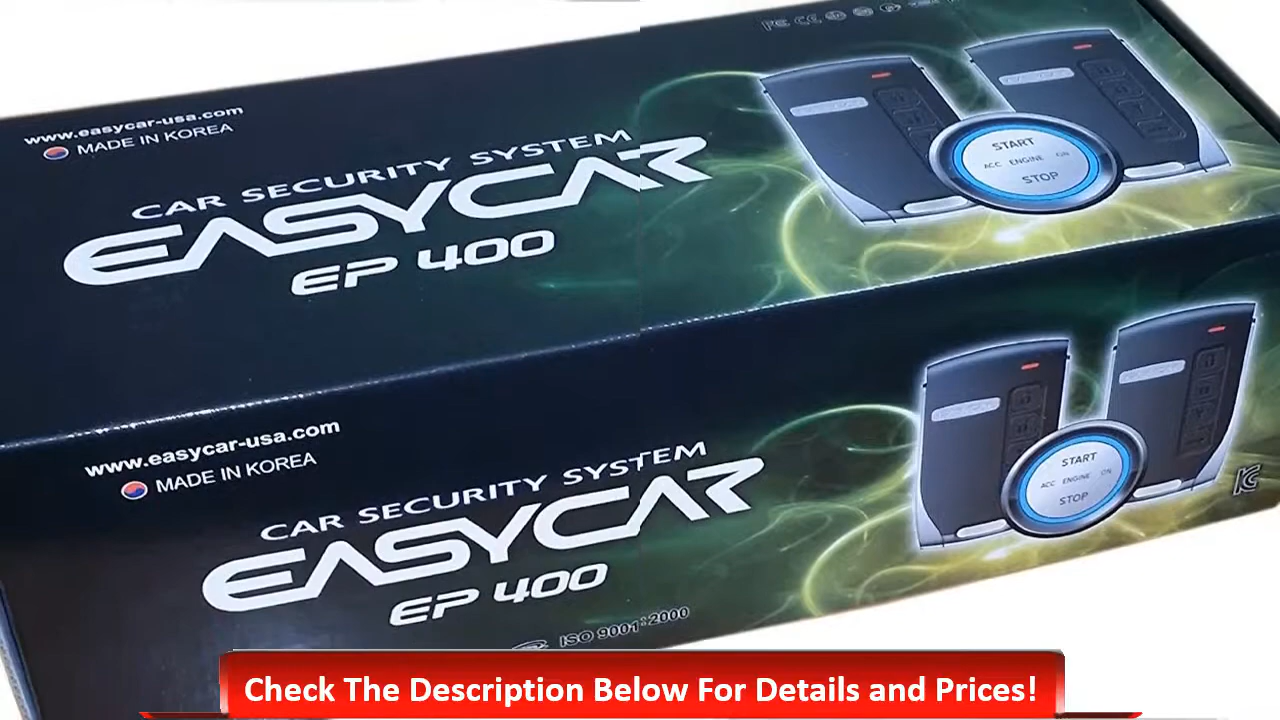 FC CE
www.easycar-usa.com
MADE IN KOREA
CAR SECURITY SYSTEM
EASYCAR
EP 400
START
ACC ENGINE ON
STOP
www.easycar-usa.com
MADE IN KOREA
CAR SECURITY SYSTEM
EASYCAR
EP 400
ISO 9001:2000
START
ACC ENGINE ON
STOP
Check The Description Below For Details and Prices!